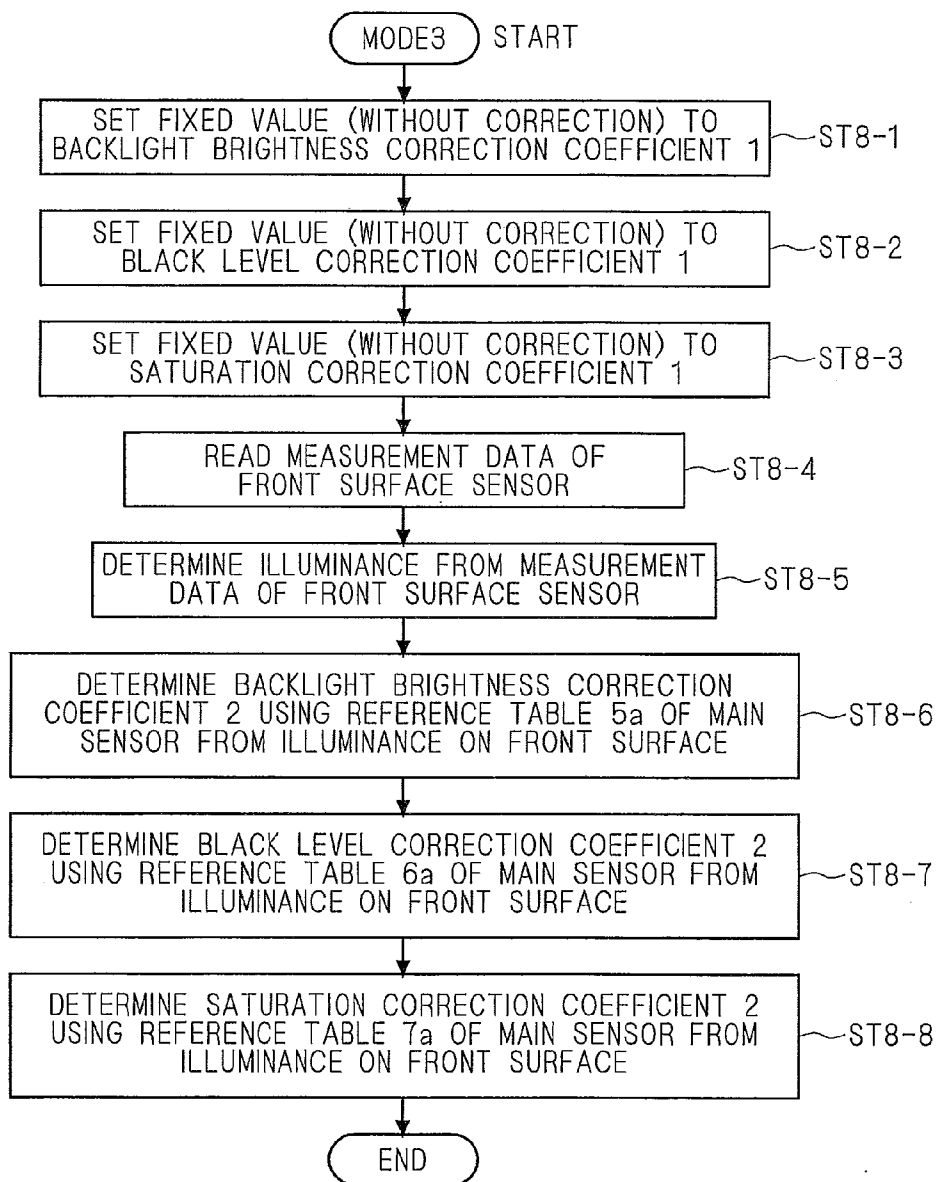 MODE3 START
SET FIXED VALUE (WITHOUT CORRECTION) TO
BACKLIGHT BRIGHTNESS CORRECTION COEFFICIENT 1
ST8-1
SET FIXED VALUE (WITHOUT CORRECTION) TO
BLACK LEVEL CORRECTION COEFFICIENT 1
ST8-2
SET FIXED VALUE (WITHOUT CORRECTION) TO
SATURATION CORRECTION COEFFICIENT 1
ST8-3
READ MEASUREMENT DATA OF
FRONT SURFACE SENSOR
ST8-4
DETERMINE ILLUMINANCE FROM MEASUREMENT
DATA OF FRONT SURFACE SENSOR
ST8-5
DETERMINE BACKLIGHT BRIGHTNESS CORRECTION
COEFFICIENT 2 USING REFERENCE TABLE 5a OF MAIN
SENSOR FROM ILLUMINANCE ON FRONT SURFACE
ST8-6
DETERMINE BLACK LEVEL CORRECTION COEFFICIENT 2
USING REFERENCE TABLE 6a OF MAIN SENSOR FROM
ILLUMINANCE ON FRONT SURFACE
ST8-7
DETERMINE SATURATION CORRECTION COEFFICIENT 2
USING REFERENCE TABLE 7a OF MAIN SENSOR FROM
ILLUMINANCE ON FRONT SURFACE
ST8-8
END